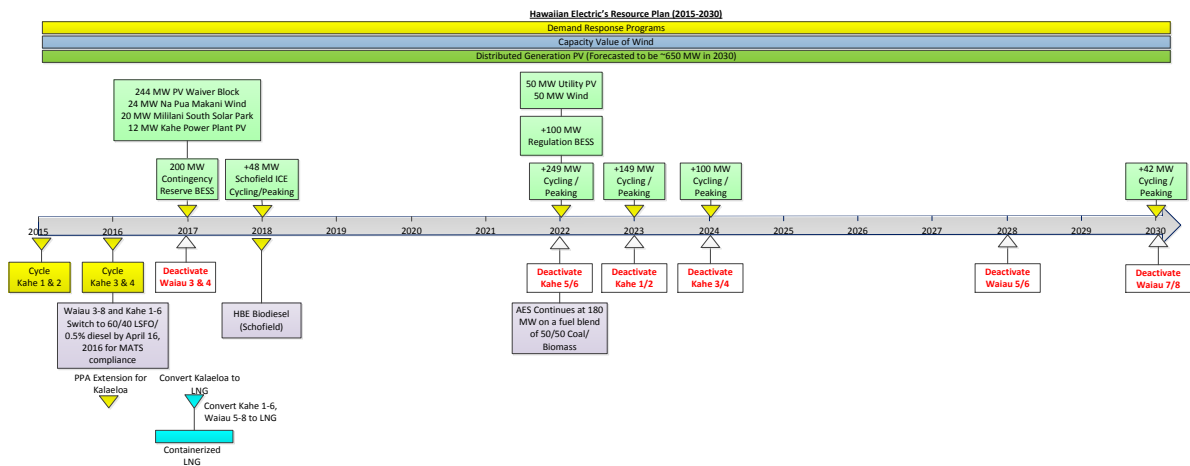 Hawaiian Electric's Resource Plan (2015-2030)
Demand Response Programs
Capacity Value of Wind
Distributed Generation PV (Forecasted to be ~650 MW in 2030)
244 MW PV Waiver Block
24 MW Na Pua Makani Wind
20 MW Mililani South Solar Park
12 MW Kahe Power Plant PV
50 MW Utility PV
50 MW Wind
+100 MW
Regulation BESS
200 MW
Contingency
Reserve BESS
+48 MW
Schofield ICE
Cycling/Peaking
+249 MW
Cycling /
Peaking
+149 MW
Cycling /
Peaking
+100 MW
Cycling /
Peaking
+42 MW
Cycling /
Peaking
2015
2016
2017
2018
2019
2020
2021
2022
2023
2024
2025
2026
2027
2028
2029
2030
Cycle
Kahe 1 & 2
Cycle
Kahe 3 & 4
Deactivate
Waiau 3 & 4
Deactivate
Kahe 5/6
Deactivate
Kahe 1/2
Deactivate
Kahe 3/4
Deactivate
Waiau 5/6
Deactivate
Waiau 7/8
Waiau 3-8 and Kahe 1-6
Switch to 60/40 LSFO/
0.5% diesel by April 16,
2016 for MATS
compliance
HBE Biodiesel
(Schofield)
AES Continues at 180
MW on a fuel blend
of 50/50 Coal/
Biomass
PPA Extension for
Kalaeloa
Convert Kalaeloa to
LNG
Convert Kahe 1-6,
Waiau 5-8 to LNG
Containerized
LNG